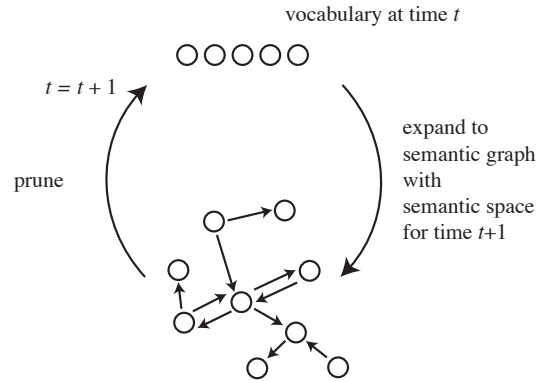 vocabulary at time t
t = t + 1
prune
expand to
semantic graph
with
semantic space
for time t+1